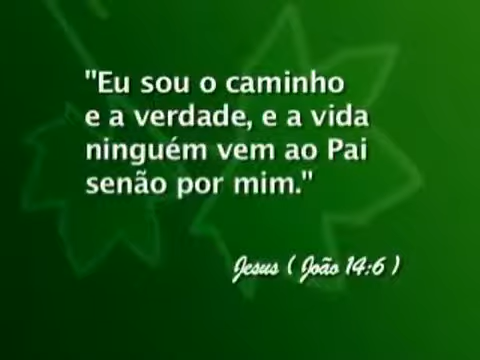 "Eu sou o caminho
e a verdade, e a vida
ninguém vem ao Pai
senão por mim."
Jesus ( João 14:6 )